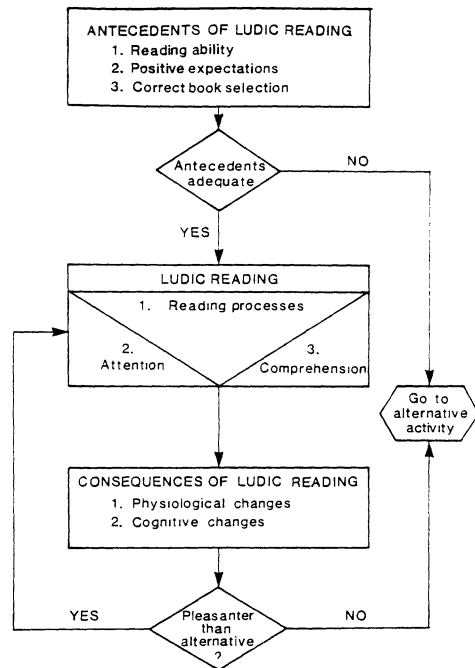 ANTECEDENTS OF LUDIC READING
1. Reading ability
2. Positive expectations
3. Correct book selection
Antecedents
adequate
NO
YES
LUDIC READING
1. Reading processes
2.
Attention
3.
Comprehension
Go to
alternative
activity
CONSEQUENCES OF LUDIC READING
1. Physiological changes
2. Cognitive changes
YES
Pleasanter
than
alternative
?
NO